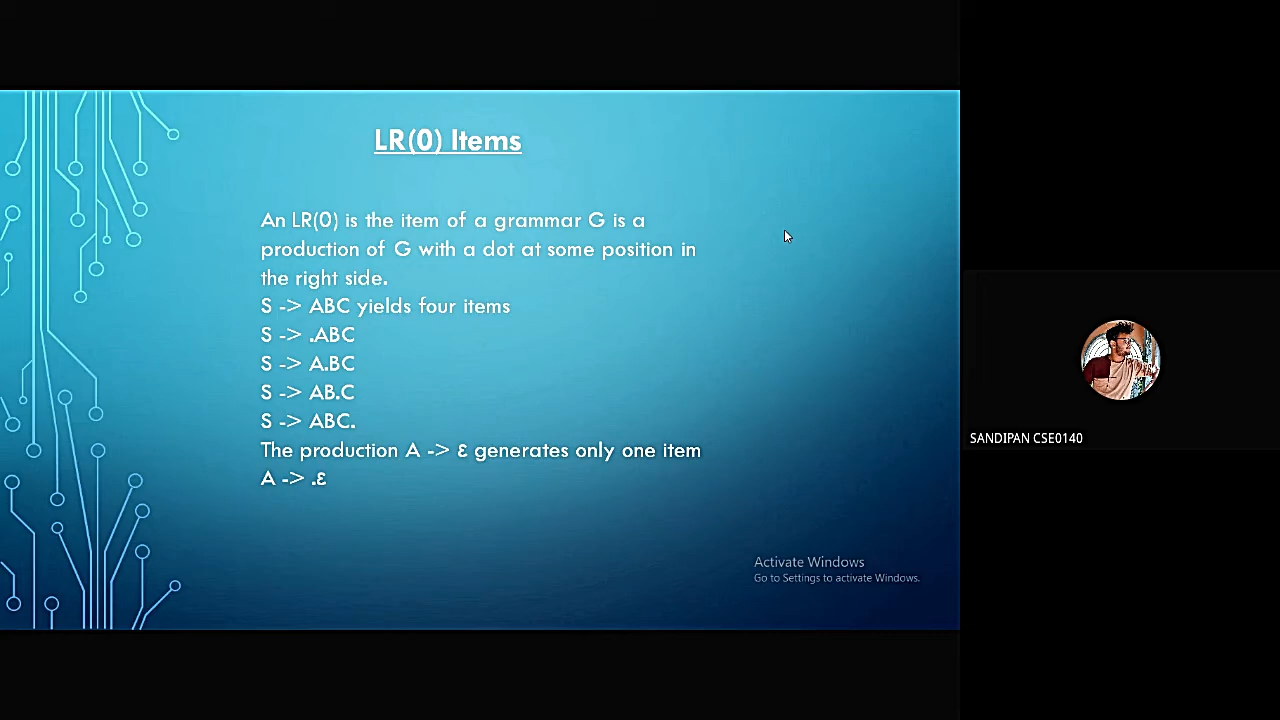 LR(0) Items
An LR(0) is the item of a grammar G is a
production of G with a dot at some position in
the right side.
S -> ABC yields four items
S -> .ABC
S -> A.BC
S -> AB.C
S -> ABC.
The production A -> ε generates only one item
A -> .ε
Activate Windows
Go to Settings to activate Windows.
SANDIPAN CSE0140